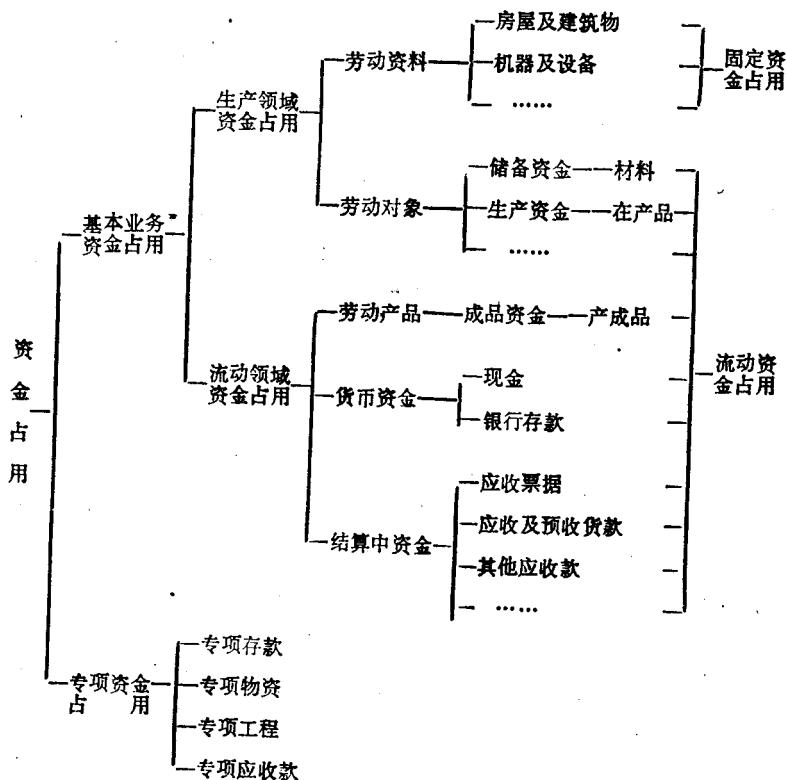 房屋及建筑物
劳动资料
机器及设备
固定资
金占用
……
生产领域
资金占用
储备资金——材料
劳动对象
生产资金——在产品
……
基本业务
资金占用
劳动产品——成品资金——产成品
资金占用
流动领域
资金占用
流动资
金占用
现金
货币资金
银行存款
应收票据
应收及预收货款
结算中资金
其他应收款
……
专项存款
专项资金
占用
专项物资
专项工程
专项应收款